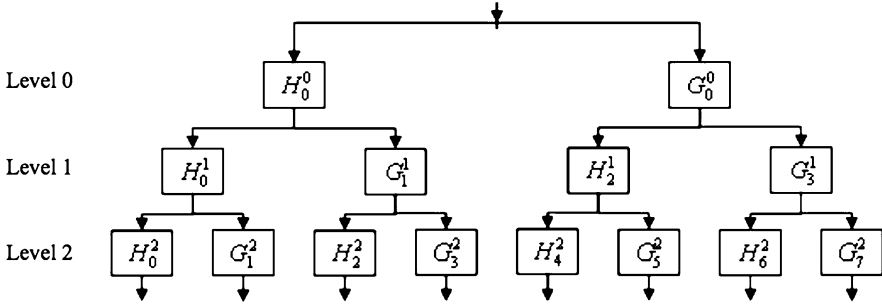 Level 0 H_0^0 G_0^0
Level 1 H_0^1 G_1^1 H_2^1 G_3^1
Level 2 H_0^2 G_1^2 H_2^2 G_3^2 H_4^2 G_5^2 H_6^2 G_7^2